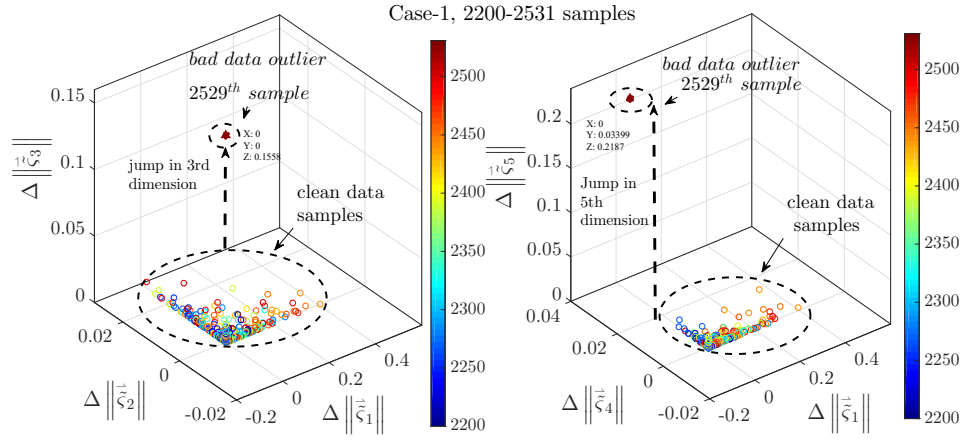 Case-1, 2200-2531 samples
bad data outlier
2529th sample
X: 0
Y: 0
Z: 0.1558
jump in 3rd
dimension
clean data
samples
0.15
0.1
0.05
0
0.02
0
-0.02
-0.2
0
0.2
0.4
Δ ||ζ̃⃗₃||
Δ ||ζ̃⃗₂||
Δ ||ζ̃⃗₁||
2500
2450
2400
2350
2300
2250
2200
bad data outlier
2529th sample
X: 0
Y: 0.03399
Z: 0.2187
Jump in
5th
dimension
clean data
samples
0.2
0.15
0.1
0.05
0
0.04
0.02
0
-0.02
-0.2
0
0.2
0.4
Δ ||ζ̃⃗₅||
Δ ||ζ̃⃗₄||
Δ ||ζ̃⃗₁||
2500
2450
2400
2350
2300
2250
2200